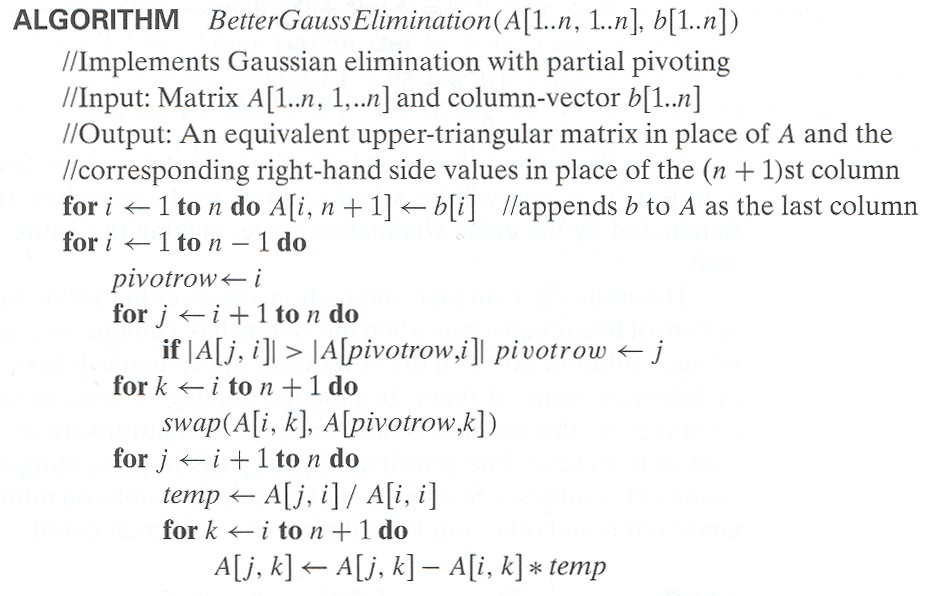 ALGORITHM BetterGaussElimination(A[1..n, 1..n], b[1..n])
//Implements Gaussian elimination with partial pivoting
//Input: Matrix A[1..n, 1,..n] and column-vector b[1..n]
//Output: An equivalent upper-triangular matrix in place of A and the
//corresponding right-hand side values in place of the (n + 1)st column
for i ← 1 to n do A[i, n + 1] ← b[i] //appends b to A as the last column
for i ← 1 to n − 1 do
pivotrow ← i
for j ← i + 1 to n do
if |A[j, i]| > |A[pivotrow,i]| pivotrow ← j
for k ← i to n + 1 do
swap(A[i, k], A[pivotrow,k])
for j ← i + 1 to n do
temp ← A[j, i] / A[i, i]
for k ← i to n + 1 do
A[j, k] ← A[j, k] − A[i, k] ∗ temp